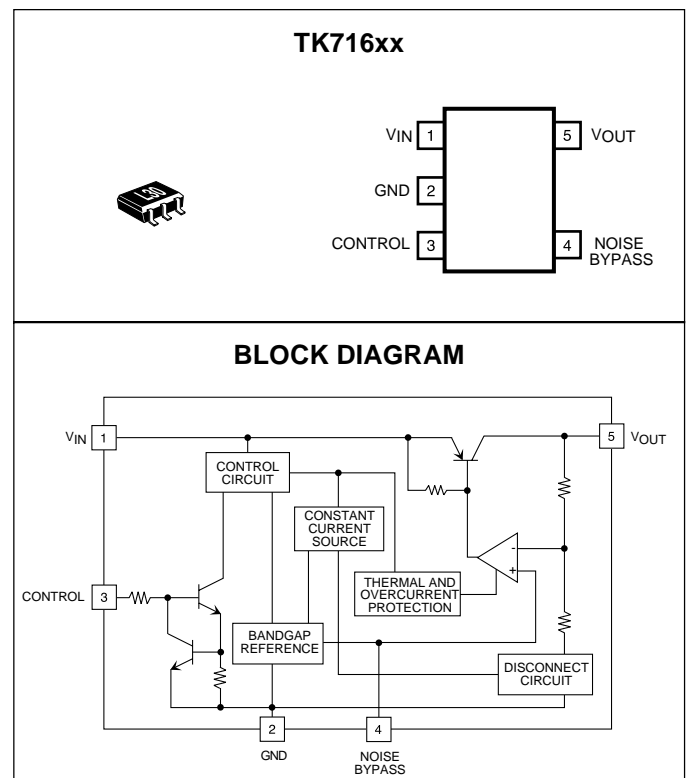 TK716xx
L30
VIN 1
5 VOUT
GND 2
CONTROL 3
4 NOISE
BYPASS
BLOCK DIAGRAM
VIN 1
5 VOUT
CONTROL
CIRCUIT
CONSTANT
CURRENT
SOURCE
-
+
THERMAL AND
OVERCURRENT
PROTECTION
CONTROL 3
BANDGAP
REFERENCE
DISCONNECT
CIRCUIT
2
GND
4
NOISE
BYPASS